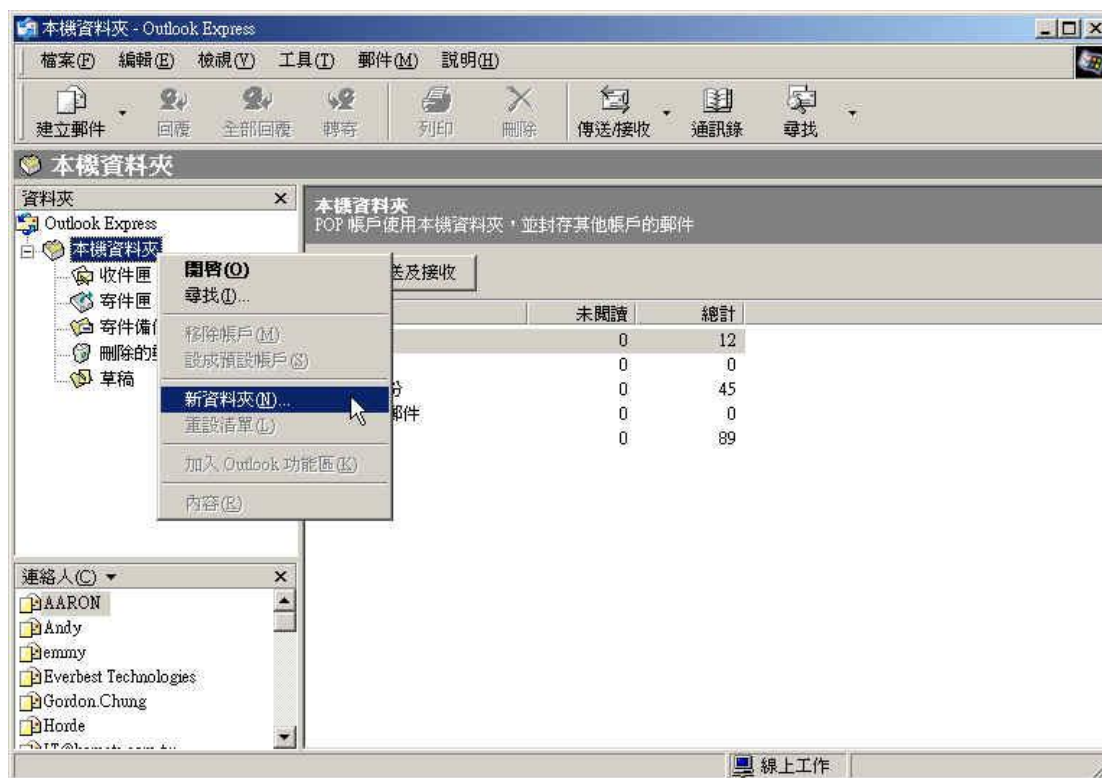 本機資料夾 - Outlook Express
檔案(F) 編輯(E) 檢視(V) 工具(T) 郵件(M) 說明(H)
建立郵件 回覆 全部回覆 轉寄 列印 刪除 傳送/接收 通訊錄 尋找
本機資料夾
資料夾
Outlook Express
本機資料夾
收件匣
寄件匣
寄件備
刪除的
草稿
開啓(O)
尋找(I)...
移除帳戶(M)
設成預設帳戶(S)
新資料夾(N)...
重設清單(L)
加入 Outlook 功能區(K)
內容(R)
本機資料夾
POP 帳戶使用本機資料夾，並封存其他帳戶的郵件
送及接收
未閱讀 總計
0 12
0 0
份 0 45
郵件 0 0
0 89
連絡人(C)
AARON
Andy
emmy
Everbest Technologies
Gordon.Chung
Horde
線上工作